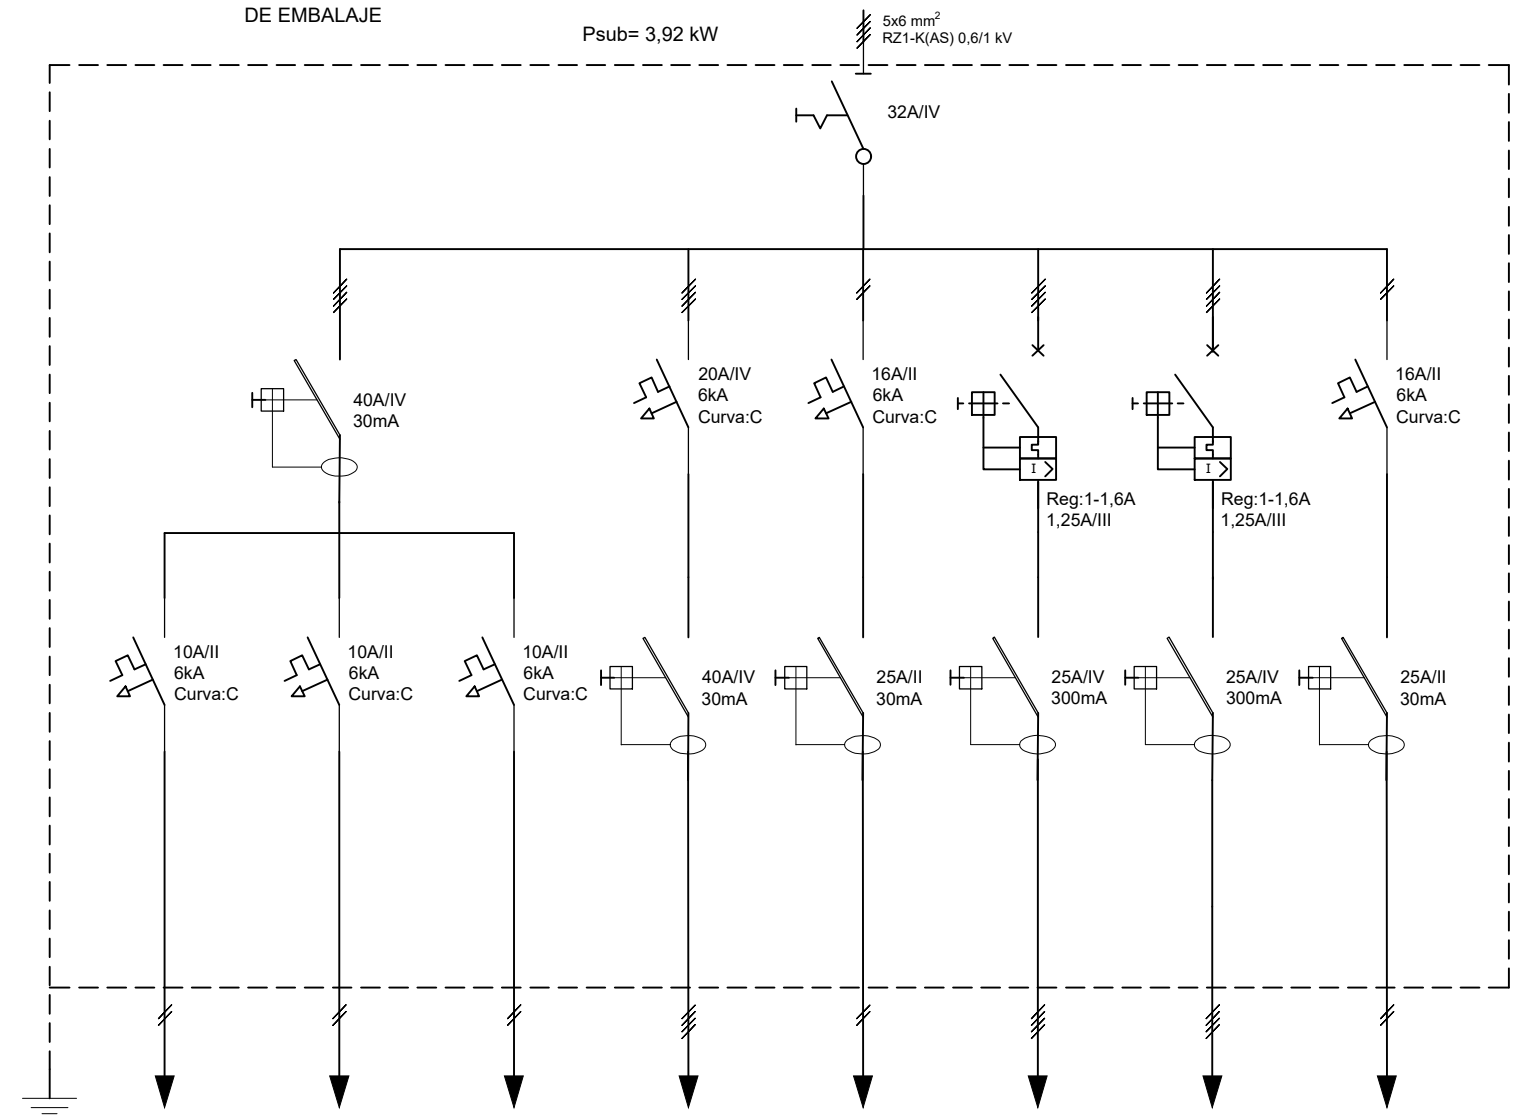 DE EMBALAJE
Psub= 3,92 kW
5x6 mm²
RZ1-K(AS) 0,6/1 kV
32A/IV
40A/IV
30mA
20A/IV
6kA
Curva:C
16A/II
6kA
Curva:C
I >
Reg:1-1,6A
1,25A/III
I >
Reg:1-1,6A
1,25A/III
16A/II
6kA
Curva:C
10A/II
6kA
Curva:C
10A/II
6kA
Curva:C
10A/II
6kA
Curva:C
40A/IV
30mA
25A/II
30mA
25A/IV
300mA
25A/IV
300mA
25A/II
30mA